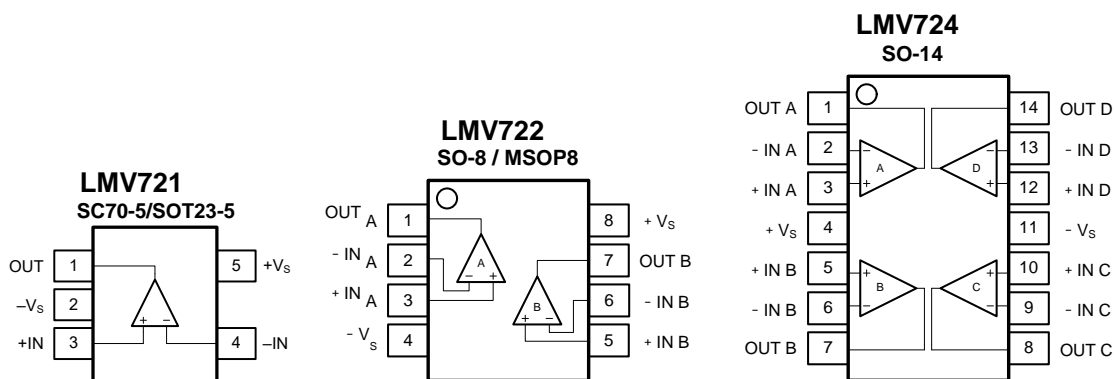 LMV721
SC70-5/SOT23-5
OUT 1 5 +VS
–VS 2
+IN 3 + − 4 –IN
LMV722
SO-8 / MSOP8
OUT A 1 8 + VS
- IN A 2 A 7 OUT B
− +
+ IN A 3 B 6 - IN B
+ −
- VS 4 5 + IN B
LMV724
SO-14
OUT A 1 14 OUT D
- IN A 2 − − 13 - IN D
A D
+ IN A 3 + + 12 + IN D
+ VS 4 11 - VS
+ IN B 5 + + 10 + IN C
B C
- IN B 6 − − 9 - IN C
OUT B 7 8 OUT C